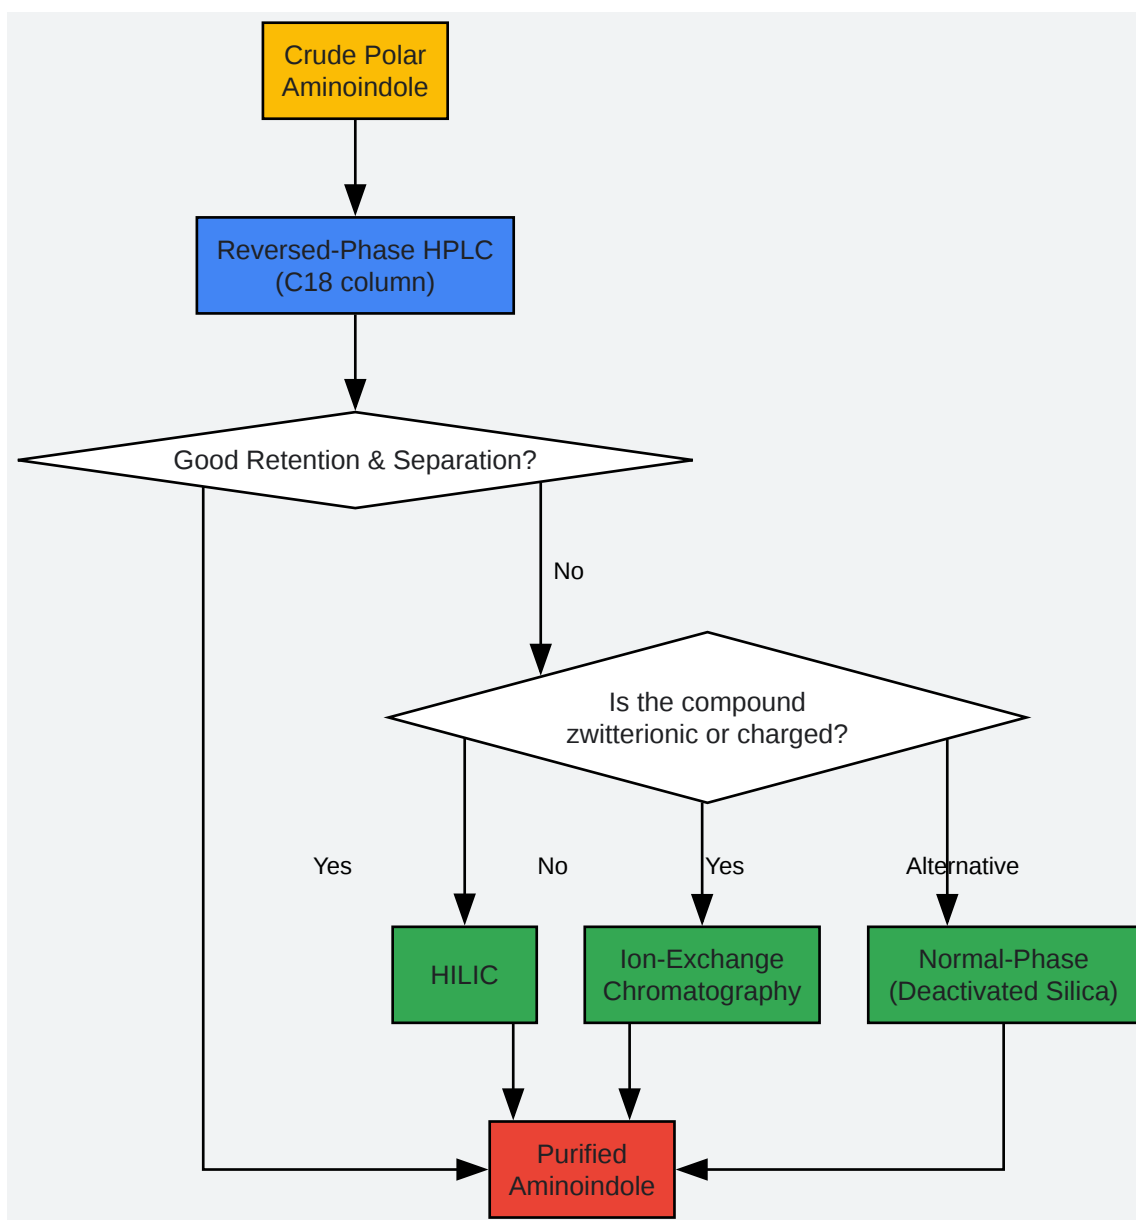 Crude Polar
Aminoindole
Reversed-Phase HPLC
(C18 column)
Good Retention & Separation?
No
Is the compound
zwitterionic or charged?
Yes
No
Yes
Alternative
HILIC
Ion-Exchange
Chromatography
Normal-Phase
(Deactivated Silica)
Purified
Aminoindole